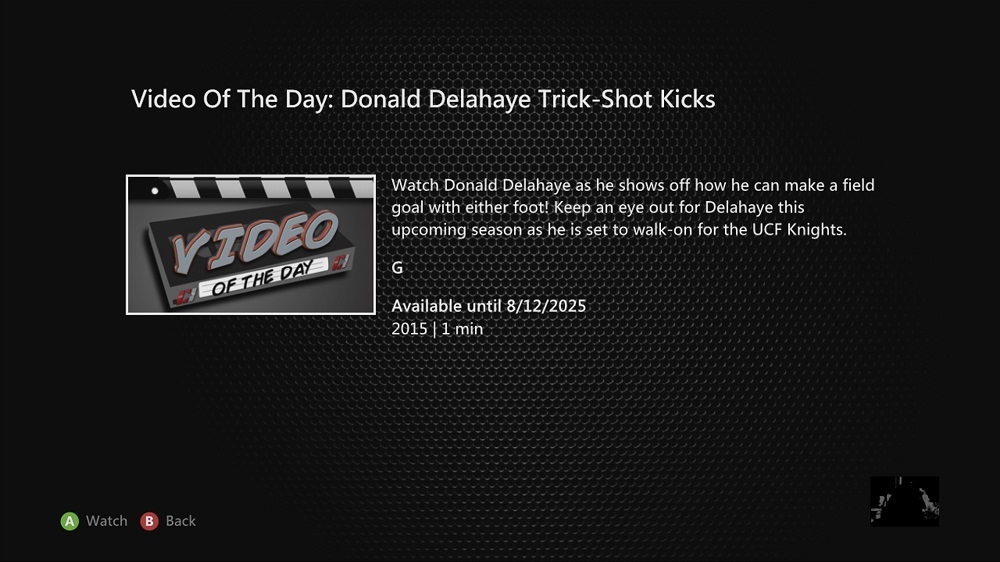 Video Of The Day: Donald Delahaye Trick-Shot Kicks
VIDEO
OF THE DAY
Watch Donald Delahaye as he shows off how he can make a field
goal with either foot! Keep an eye out for Delahaye this
upcoming season as he is set to walk-on for the UCF Knights.
G
Available until 8/12/2025
2015 | 1 min
A Watch B Back